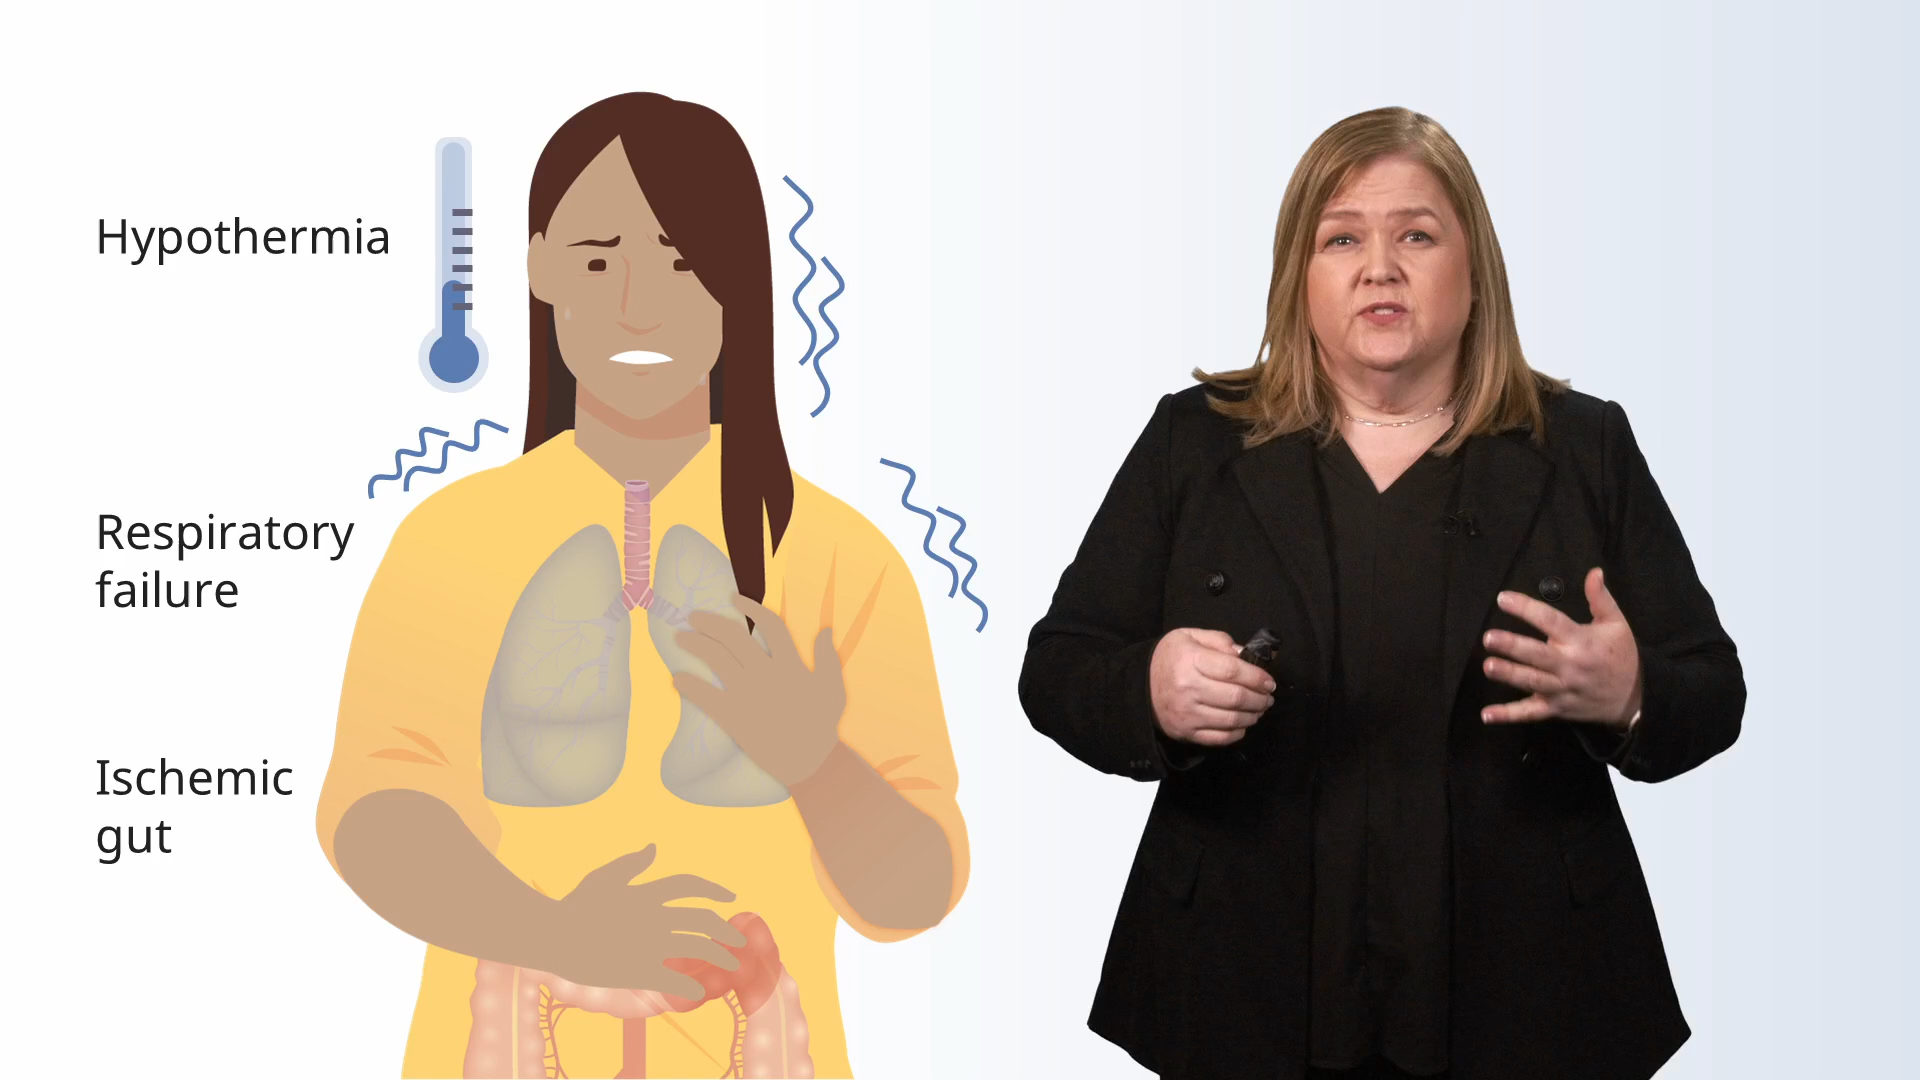 Hypothermia
Respiratory
failure
Ischemic
gut